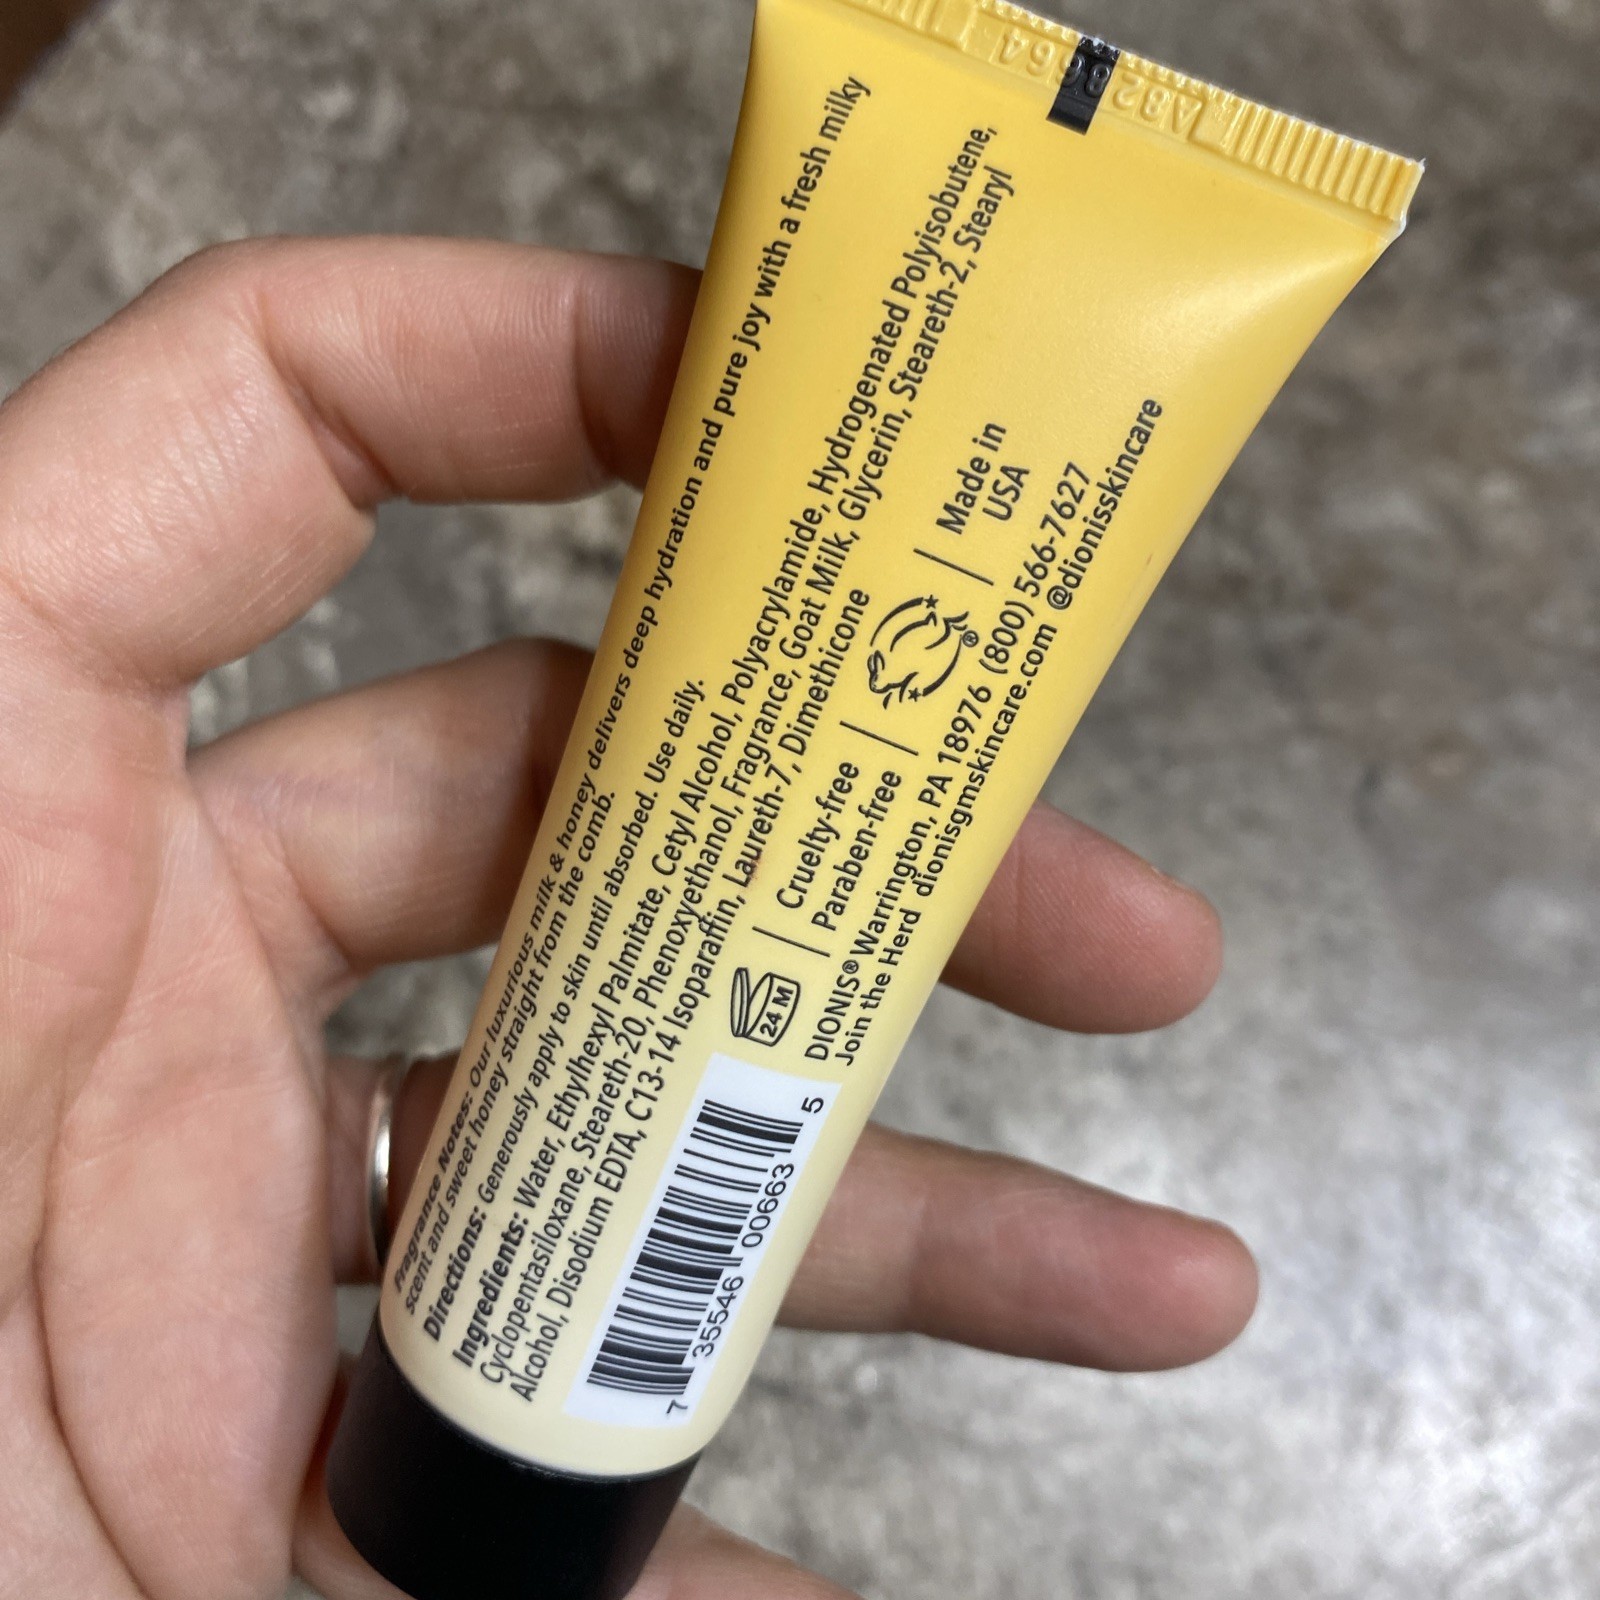 Fragrance Notes: Our luxurious milk & honey delivers deep hydration and pure joy with a fresh milky
scent and sweet honey straight from the comb.
Directions: Generously apply to skin until absorbed. Use daily.
Ingredients: Water, Ethylhexyl Palmitate, Cetyl Alcohol, Polyacrylamide, Hydrogenated Polyisobutene,
Cyclopentasiloxane, Steareth-20, Phenoxyethanol, Fragrance, Goat Milk, Glycerin, Steareth-2, Stearyl
Alcohol, Disodium EDTA, C13-14 Isoparaffin, Laureth-7, Dimethicone
24 M
Cruelty-free
Paraben-free
®
Made in
USA
DIONIS® Warrington, PA 18976 (800) 566-7627
Join the Herd dionisgmskincare.com @dionisskincare
7 35546 00663 5